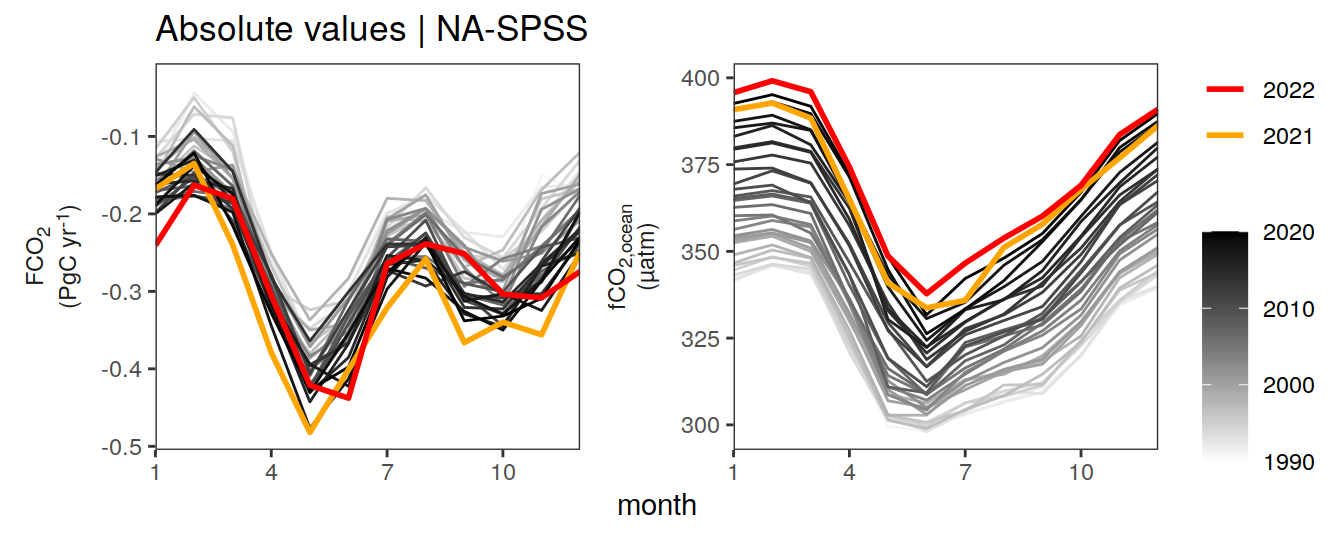 Absolute values | NA-SPSS
FCO₂
(PgC yr⁻¹)
-0.1
-0.2
-0.3
-0.4
-0.5
1 4 7 10
fCO₂,ocean
(µatm)
400
375
350
325
300
1 4 7 10
month
2022
2021
2020
2010
2000
1990